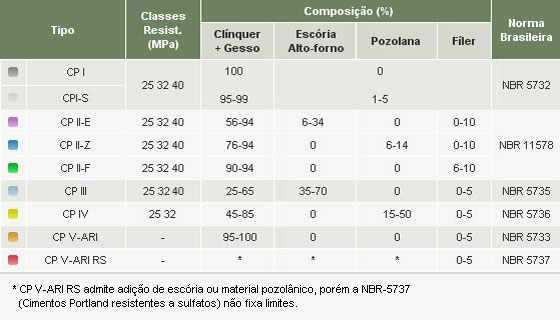 Tipo Classes Resist. (MPa) Composição (%) Norma Brasileira
Clínquer + Gesso Escória Alto-forno Pozolana Fíler
CP I 25 32 40 100 0 NBR 5732
CPI-S 95-99 1-5
CP II-E 25 32 40 56-94 6-34 0 0-10 NBR 11578
CP II-Z 25 32 40 76-94 0 6-14 0-10
CP II-F 25 32 40 90-94 0 0 6-10
CP III 25 32 40 25-65 35-70 0 0-5 NBR 5735
CP IV 25 32 45-85 0 15-50 0-5 NBR 5736
CP V-ARI - 95-100 0 0 0-5 NBR 5733
CP V-ARI RS - * * * 0-5 NBR 5737
* CP V-ARI RS admite adição de escória ou material pozolânico, porém a NBR-5737
(Cimentos Portland resistentes a sulfatos) não fixa limites.